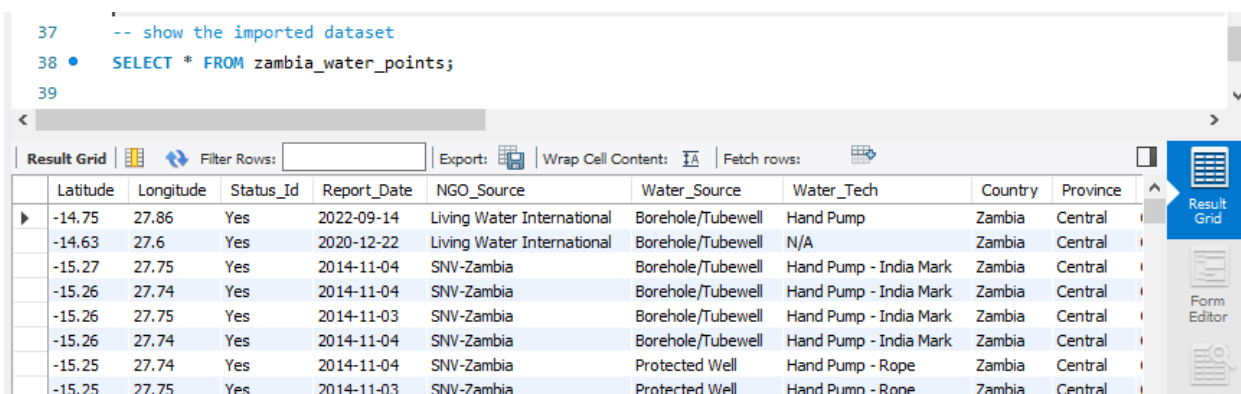 37 -- show the imported dataset
38 SELECT * FROM zambia_water_points;
39
Result Grid Filter Rows: Export: Wrap Cell Content: Fetch rows:
Latitude Longitude Status_Id Report_Date NGO_Source Water_Source Water_Tech Country Province
-14.75 27.86 Yes 2022-09-14 Living Water International Borehole/Tubewell Hand Pump Zambia Central
-14.63 27.6 Yes 2020-12-22 Living Water International Borehole/Tubewell N/A Zambia Central
-15.27 27.75 Yes 2014-11-04 SNV-Zambia Borehole/Tubewell Hand Pump - India Mark Zambia Central
-15.26 27.74 Yes 2014-11-04 SNV-Zambia Borehole/Tubewell Hand Pump - India Mark Zambia Central
-15.26 27.75 Yes 2014-11-03 SNV-Zambia Borehole/Tubewell Hand Pump - India Mark Zambia Central
-15.26 27.74 Yes 2014-11-04 SNV-Zambia Borehole/Tubewell Hand Pump - India Mark Zambia Central
-15.25 27.74 Yes 2014-11-04 SNV-Zambia Protected Well Hand Pump - Rope Zambia Central
-15.25 27.75 Yes 2014-11-03 SNV-Zambia Protected Well Hand Pump - Rope Zambia Central
Result
Grid
Form
Editor